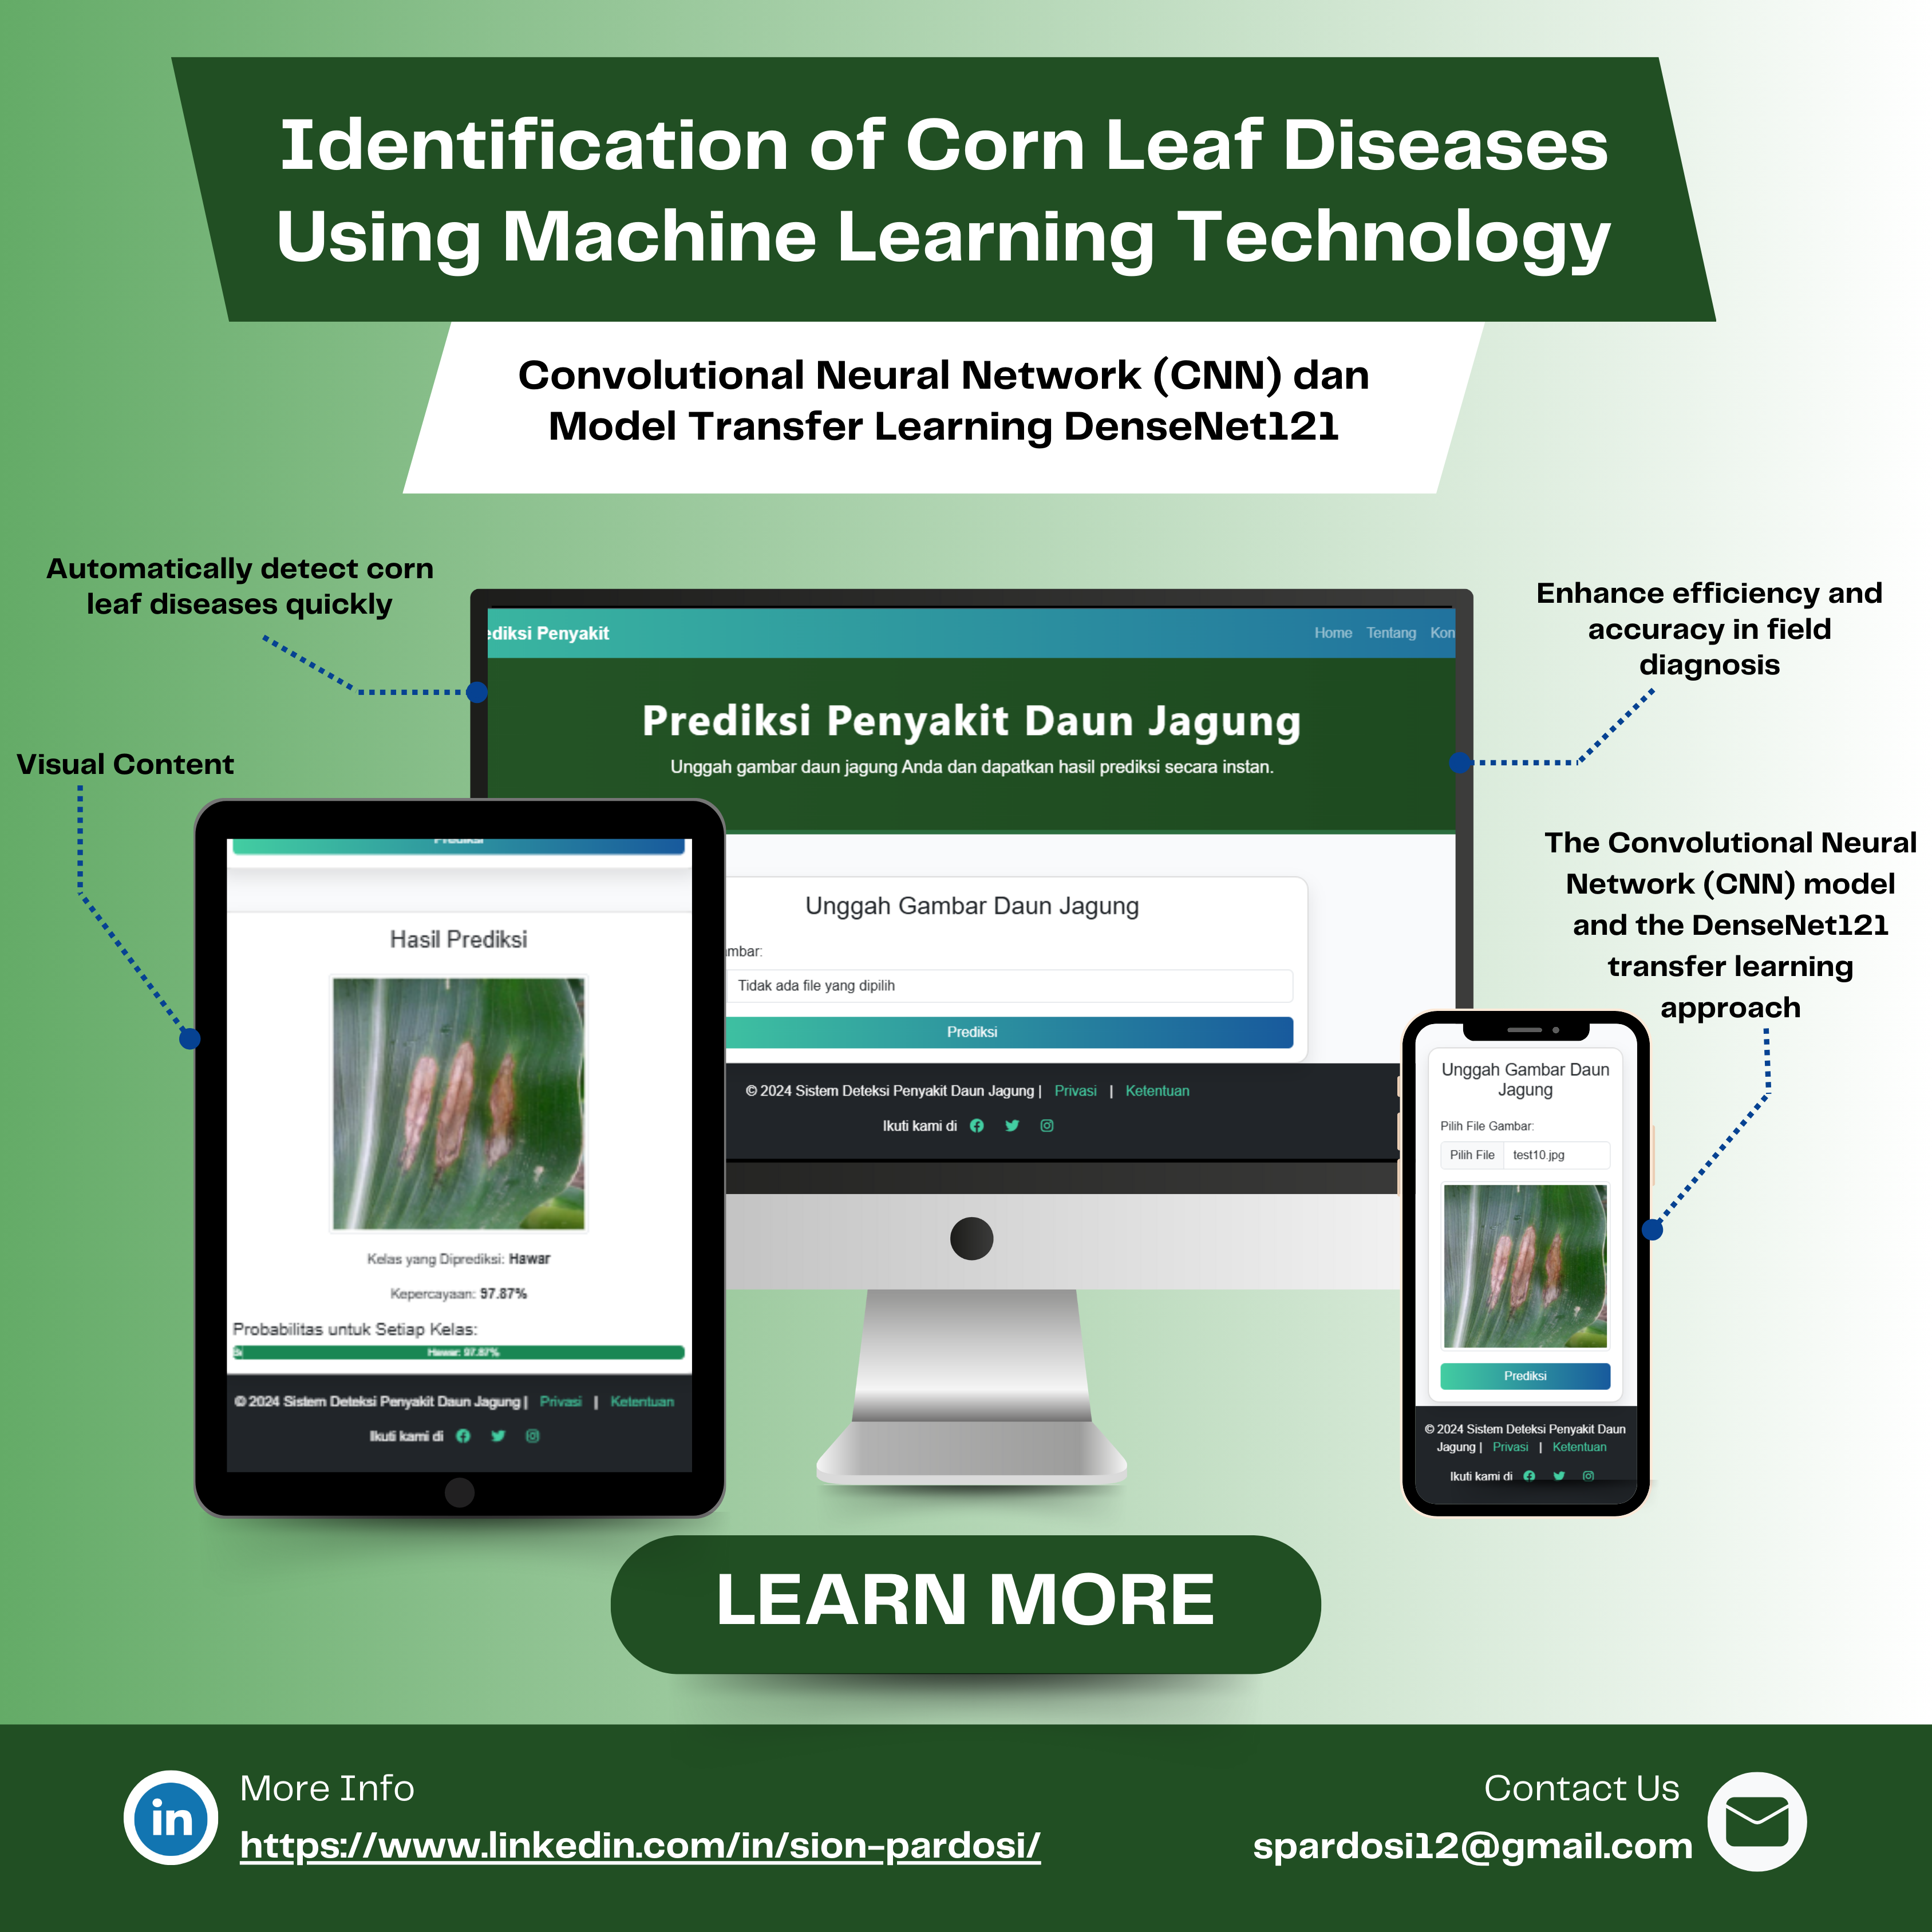 Identification of Corn Leaf Diseases
Using Machine Learning Technology
Convolutional Neural Network (CNN) dan
Model Transfer Learning DenseNet121
Automatically detect corn
leaf diseases quickly
Visual Content
Enhance efficiency and
accuracy in field
diagnosis
The Convolutional Neural
Network (CNN) model
and the DenseNet121
transfer learning
approach
ediksi Penyakit
Home Tentang Kon
Prediksi Penyakit Daun Jagung
Unggah gambar daun jagung Anda dan dapatkan hasil prediksi secara instan.
Unggah Gambar Daun Jagung
mbar:
Tidak ada file yang dipilih
Prediksi
© 2024 Sistem Deteksi Penyakit Daun Jagung | Privasi | Ketentuan
Ikuti kami di
Prediksi
Hasil Prediksi
Kelas yang Diprediksi: Hawar
Kepercayaan: 97.87%
Probabilitas untuk Setiap Kelas:
Hawar: 97.87%
© 2024 Sistem Deteksi Penyakit Daun Jagung | Privasi | Ketentuan
Ikuti kami di
Unggah Gambar Daun
Jagung
Pilih File Gambar:
Pilih File test10.jpg
Prediksi
© 2024 Sistem Deteksi Penyakit Daun
Jagung | Privasi | Ketentuan
Ikuti kami di
LEARN MORE
in
More Info
https://www.linkedin.com/in/sion-pardosi/
Contact Us
spardosi12@gmail.com